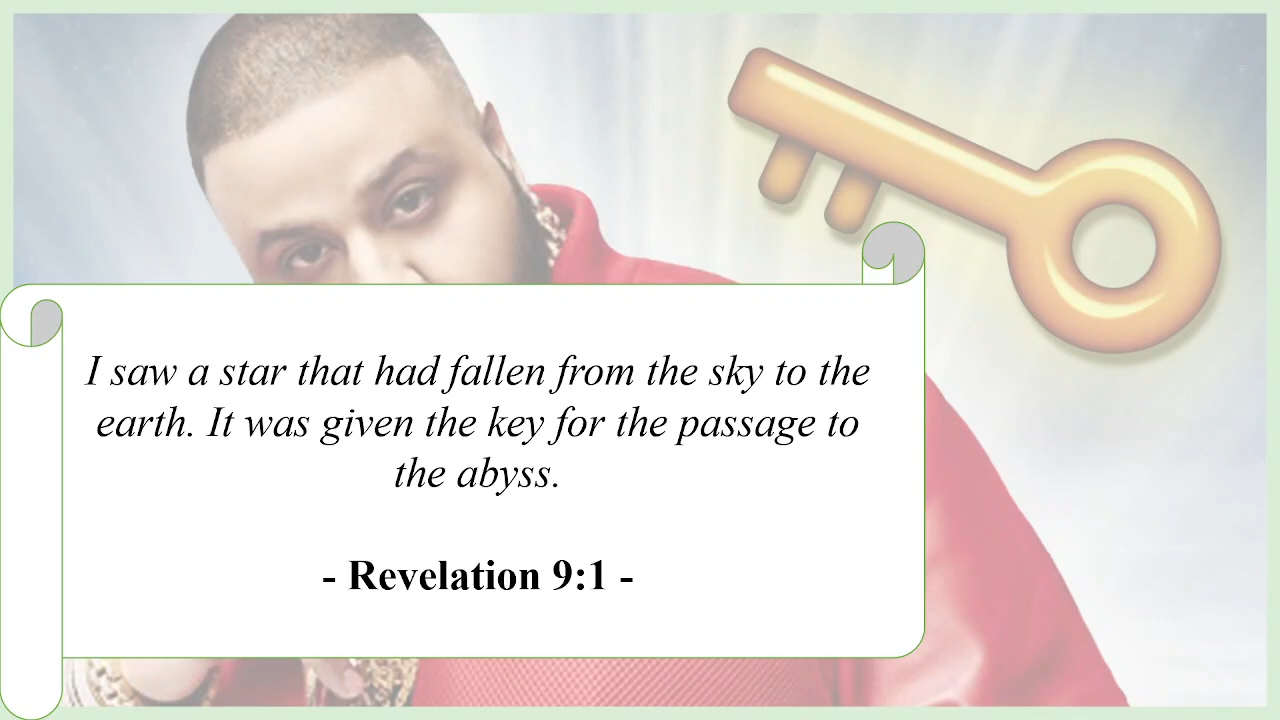 I saw a star that had fallen from the sky to the
earth. It was given the key for the passage to
the abyss.
- Revelation 9:1 -